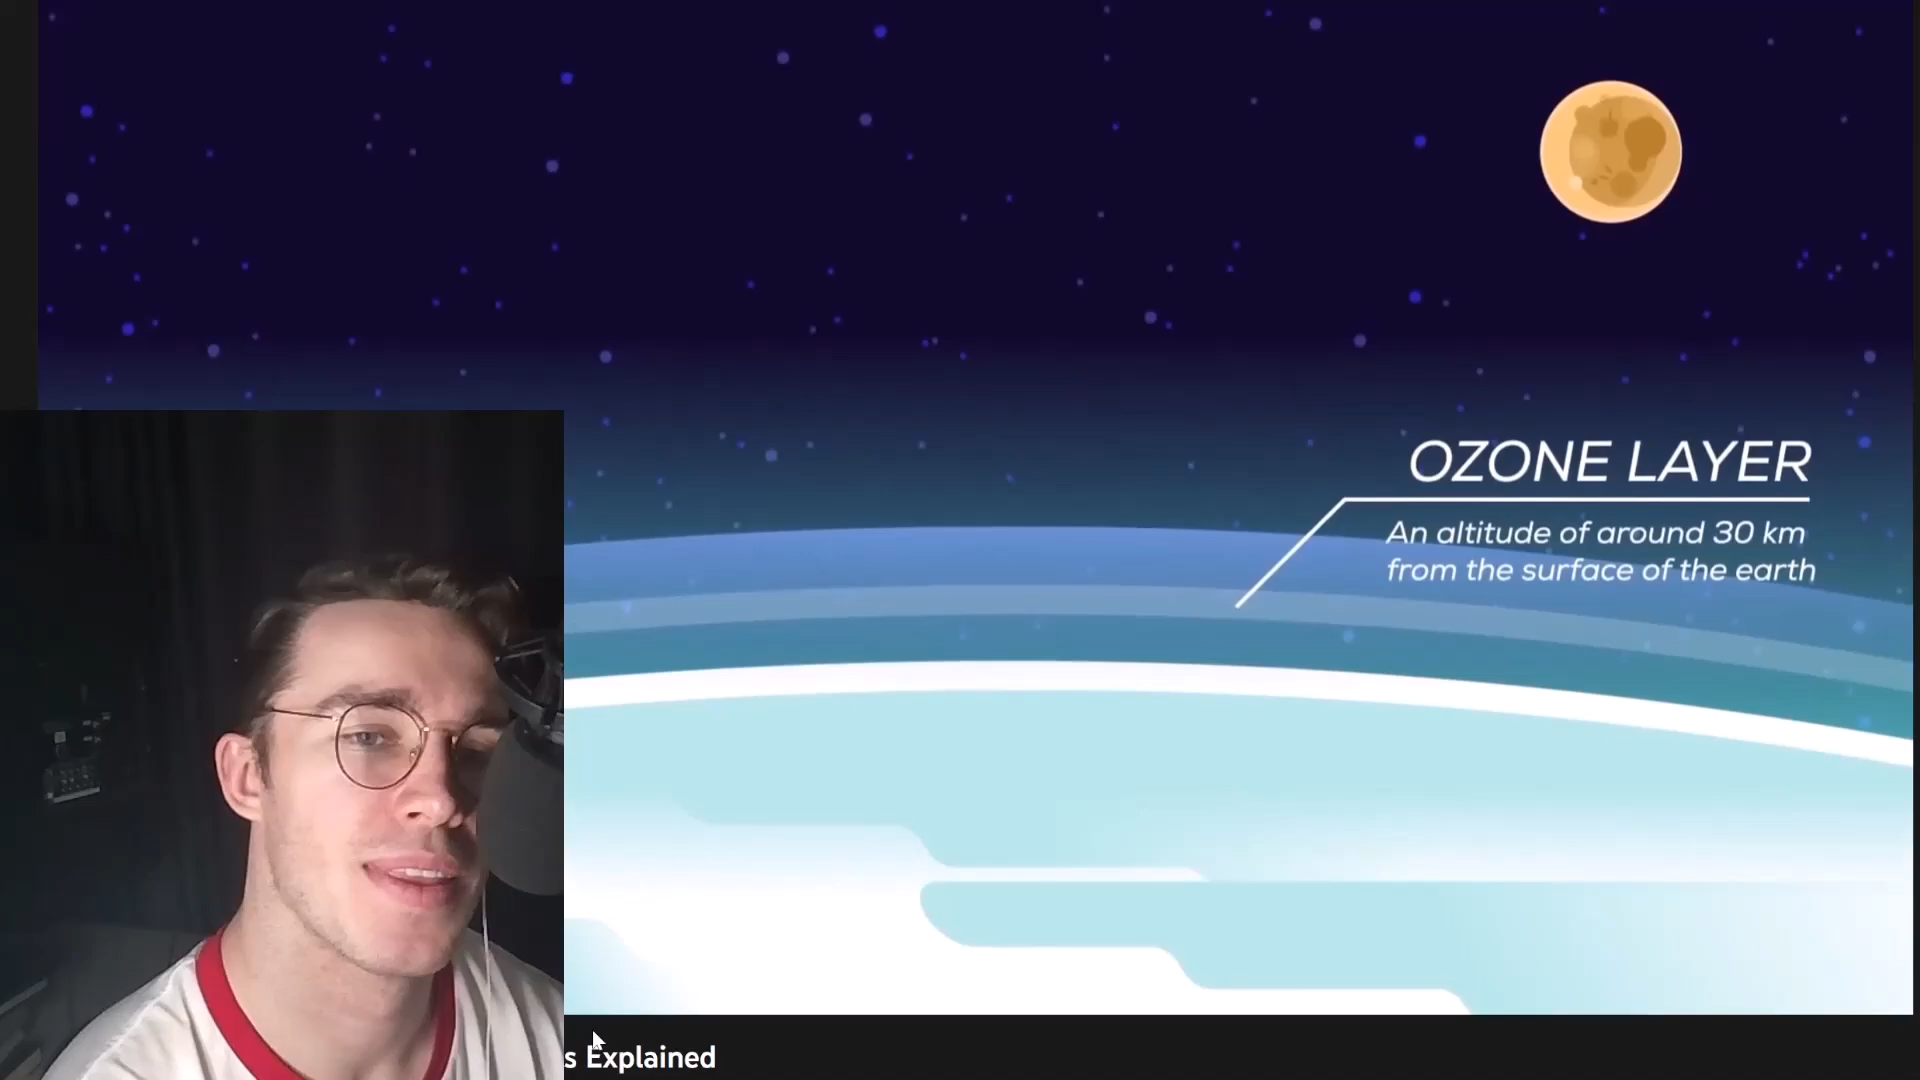 OZONE LAYER
An altitude of around 30 km
from the surface of the earth
s Explained